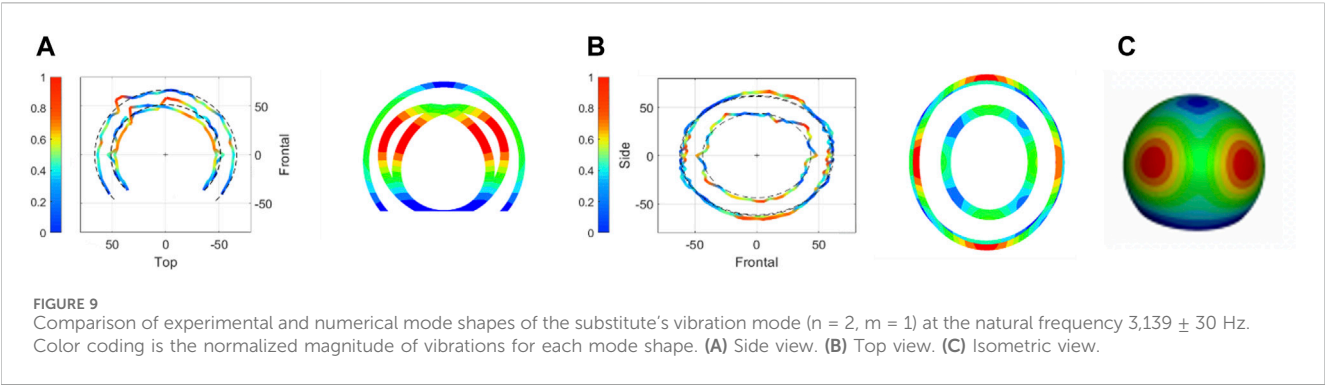 A
B
C
1
0.8
0.6
0.4
0.2
0
50
0
-50
Frontal
50
0
-50
Top
1
0.8
0.6
0.4
0.2
0
Side
50
0
-50
-50
0
50
Frontal
FIGURE 9
Comparison of experimental and numerical mode shapes of the substitute's vibration mode (n = 2, m = 1) at the natural frequency 3,139 ± 30 Hz.
Color coding is the normalized magnitude of vibrations for each mode shape. (A) Side view. (B) Top view. (C) Isometric view.